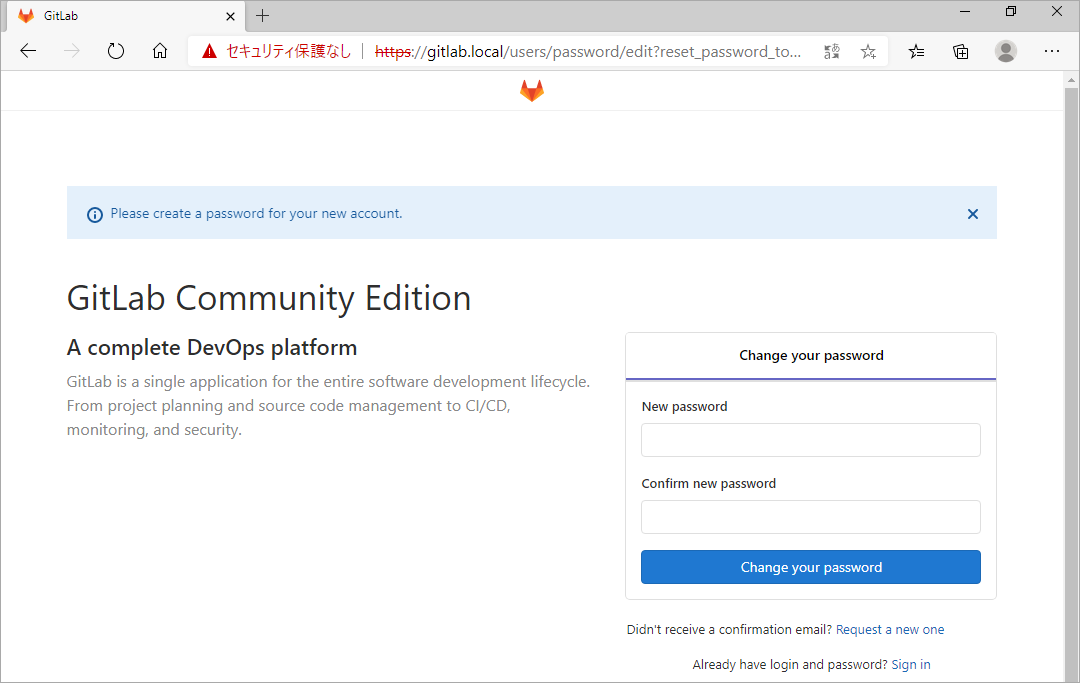 GitLab
セキュリティ保護なし
https://gitlab.local/users/password/edit?reset_password_to...
Please create a password for your new account.
GitLab Community Edition
A complete DevOps platform
GitLab is a single application for the entire software development lifecycle.
From project planning and source code management to CI/CD,
monitoring, and security.
Change your password
New password
Confirm new password
Change your password
Didn't receive a confirmation email? Request a new one
Already have login and password? Sign in